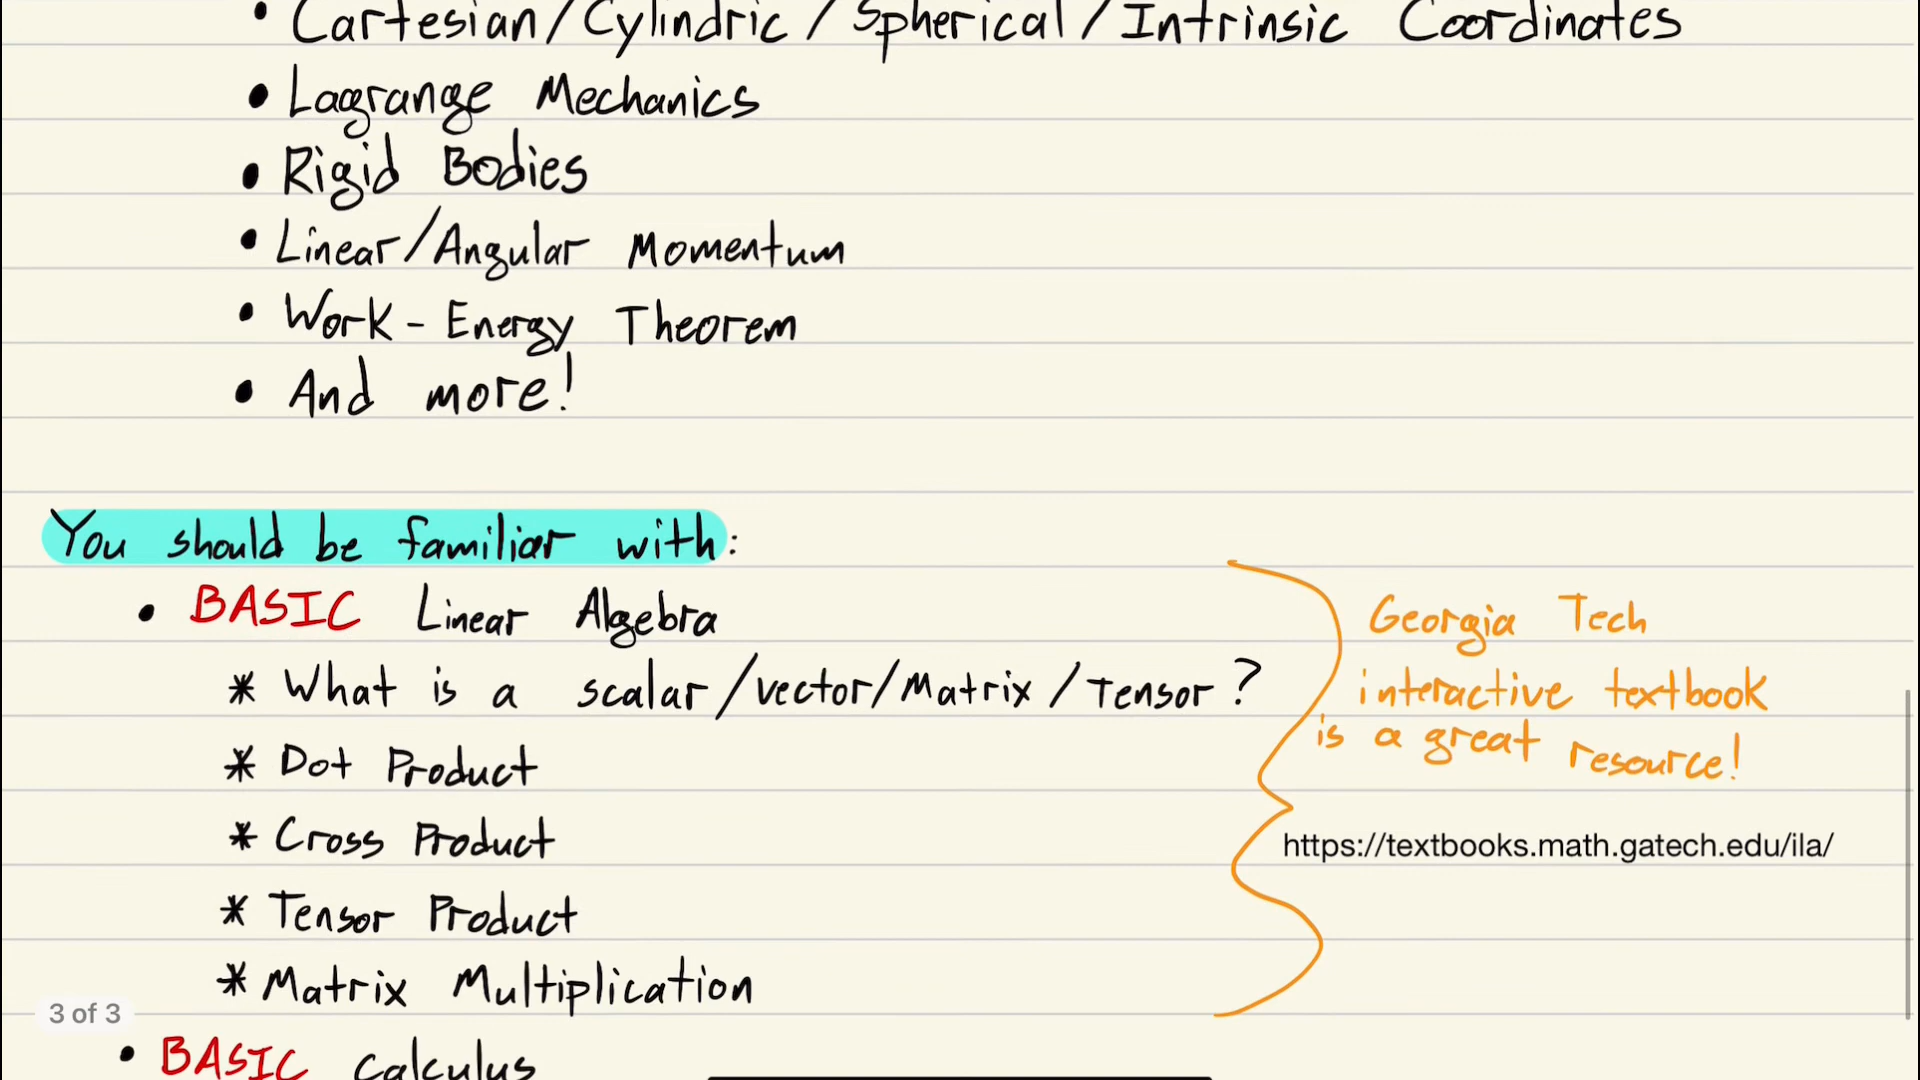 • Cartesian/Cylindric/Spherical/Intrinsic Coordinates
• Lagrange Mechanics
• Rigid Bodies
• Linear/Angular Momentum
• Work-Energy Theorem
• And more!
You should be familiar with:
• BASIC Linear Algebra
* What is a scalar/vector/Matrix/Tensor?
* Dot Product
* Cross Product
* Tensor Product
* Matrix Multiplication
Georgia Tech
interactive textbook
is a great resource!
https://textbooks.math.gatech.edu/ila/
3 of 3
• BASIC calculus